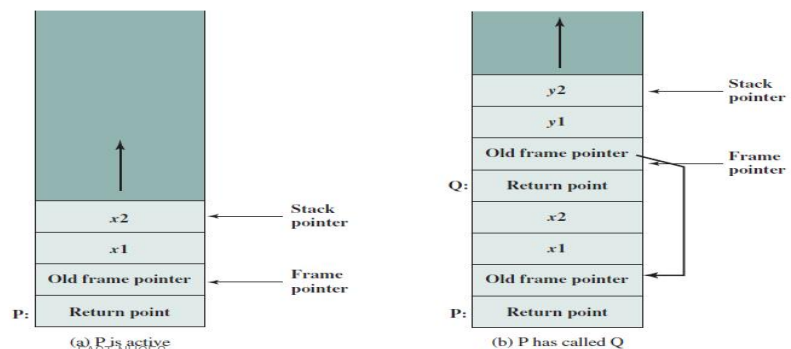 x2
x1
Old frame pointer
P:
Return point
Stack
pointer
Frame
pointer
(a) P is active
y2
y1
Old frame pointer
Q:
Return point
x2
x1
Old frame pointer
P:
Return point
Stack
pointer
Frame
pointer
(b) P has called Q